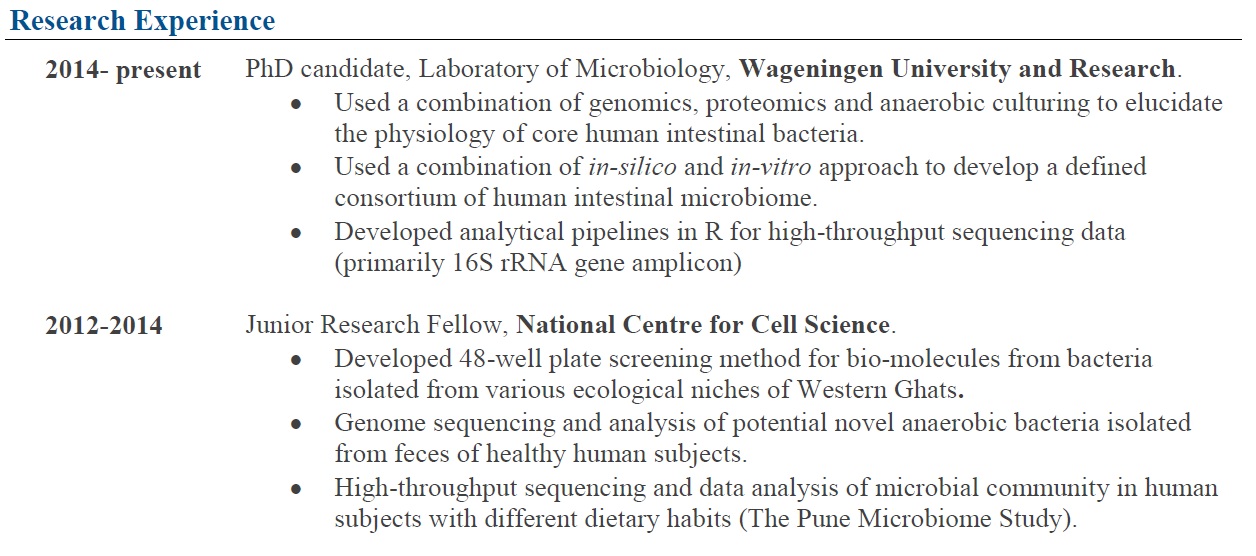 Research Experience
2014- present PhD candidate, Laboratory of Microbiology, Wageningen University and Research.
• Used a combination of genomics, proteomics and anaerobic culturing to elucidate
the physiology of core human intestinal bacteria.
• Used a combination of in-silico and in-vitro approach to develop a defined
consortium of human intestinal microbiome.
• Developed analytical pipelines in R for high-throughput sequencing data
(primarily 16S rRNA gene amplicon)
2012-2014 Junior Research Fellow, National Centre for Cell Science.
• Developed 48-well plate screening method for bio-molecules from bacteria
isolated from various ecological niches of Western Ghats.
• Genome sequencing and analysis of potential novel anaerobic bacteria isolated
from feces of healthy human subjects.
• High-throughput sequencing and data analysis of microbial community in human
subjects with different dietary habits (The Pune Microbiome Study).